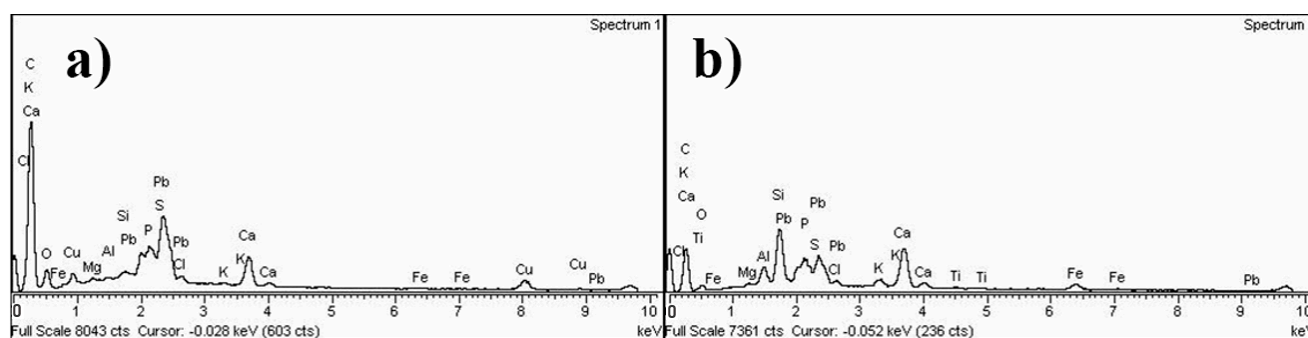 Spectrum 1
a)
C
K
Ca
Cl
Pb
Si
S
Pb
P
Pb
Ca
O
Cu
Al
Cl
K
Cu
Cu
Fe
Mg
K
Ca
Fe
Fe
Pb
0 1 2 3 4 5 6 7 8 9 10
Full Scale 8043 cts Cursor: -0.028 keV (603 cts)
keV
Spectrum
b)
C
K
Si
Pb
Ca
O
Pb
P
Ca
Cl
Ti
Al
S
Pb
K
Fe
Mg
Cl
K
Ca
Ti
Ti
Fe
Fe
Pb
0 1 2 3 4 5 6 7 8 9 10
Full Scale 7361 cts Cursor: -0.052 keV (236 cts)
keV